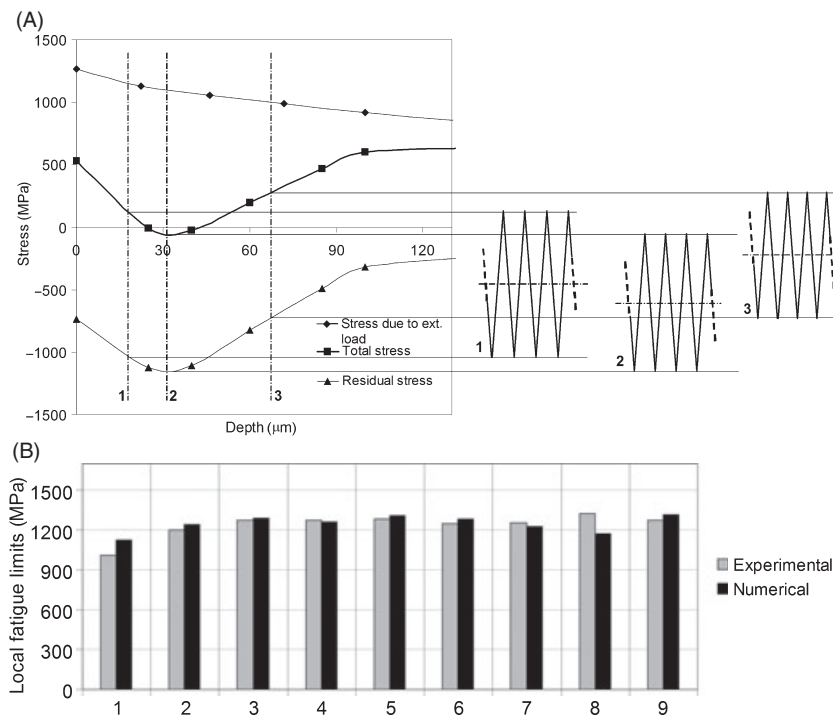 (A)
1500
1000
500
0
−500
−1000
−1500
Stress (MPa)
0
30
60
90
120
Depth (μm)
1
2
3
Stress due to ext.
load
Total stress
Residual stress
1
2
3
(B)
Local fatigue limits (MPa)
1500
1200
900
600
300
0
1 2 3 4 5 6 7 8 9
Experimental
Numerical